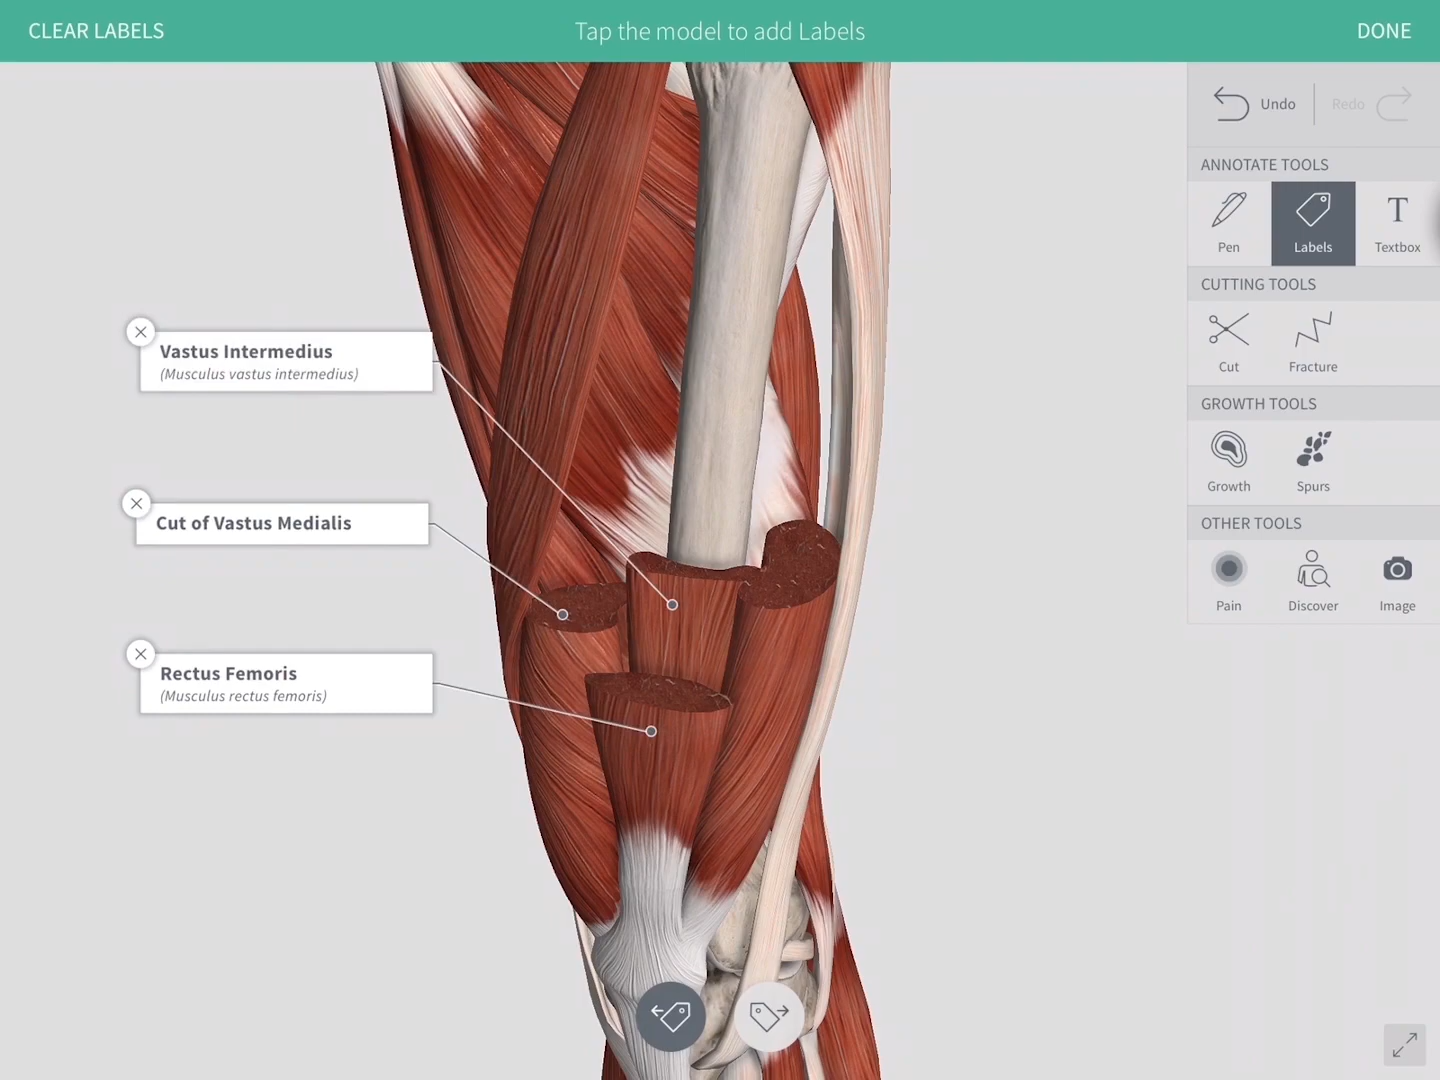 CLEAR LABELS
Tap the model to add Labels
DONE
Undo
Redo
ANNOTATE TOOLS
Pen
Labels
T
Textbox
CUTTING TOOLS
Cut
Fracture
GROWTH TOOLS
Growth
Spurs
OTHER TOOLS
Pain
Discover
Image
Vastus Intermedius
(Musculus vastus intermedius)
Cut of Vastus Medialis
Rectus Femoris
(Musculus rectus femoris)